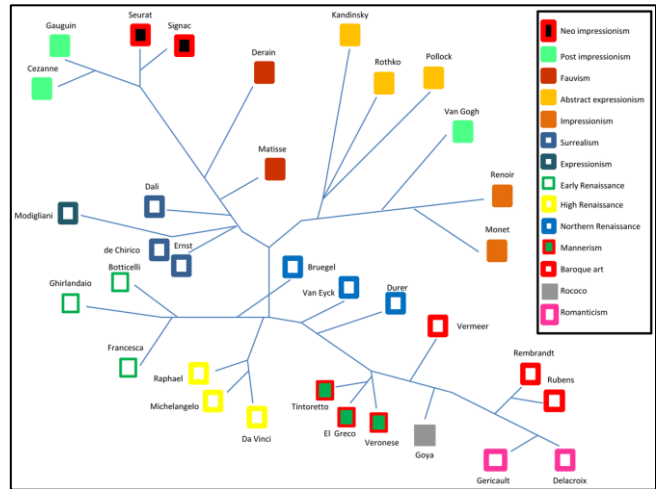 Gauguin
Seurat
Signac
Cezanne
Derain
Kandinsky
Rothko
Pollock
Van Gogh
Matisse
Renoir
Monet
Dali
Modigliani
de Chirico
Ernst
Bruegel
Van Eyck
Durer
Ghirlandaio
Botticelli
Francesca
Vermeer
Raphael
Michelangelo
Da Vinci
Tintoretto
El Greco
Veronese
Goya
Rembrandt
Rubens
Gericault
Delacroix
Neo impressionism
Post impressionism
Fauvism
Abstract expressionism
Impressionism
Surrealism
Expressionism
Early Renaissance
High Renaissance
Northern Renaissance
Mannerism
Baroque art
Rococo
Romanticism